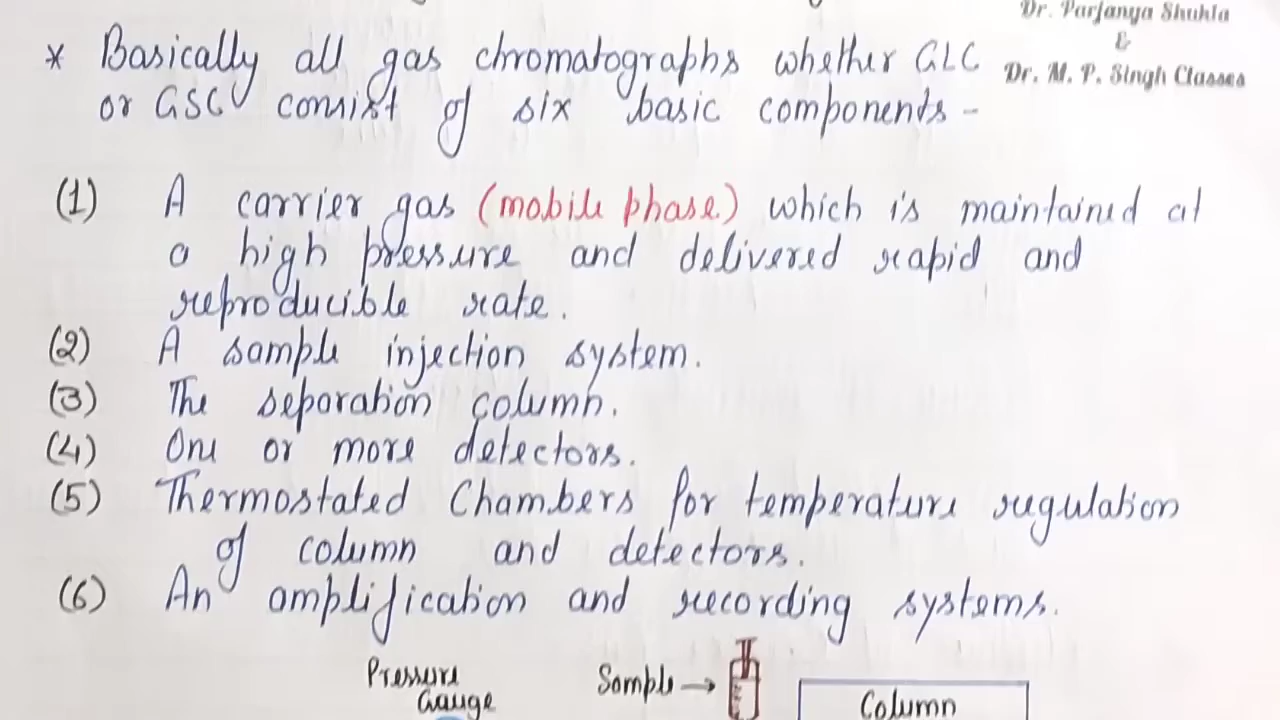 Dr. Parjanya Shukla
&
Dr. M. P. Singh Classes
* Basically all gas chromatographs whether GLC
or GSC consist of six basic components -
(1) A carrier gas (mobile phase) which is maintained at
a high pressure and delivered rapid and
reproducible rate.
(2) A sample injection system.
(3) The separation column.
(4) One or more detectors.
(5) Thermostated Chambers for temperature regulation
of column and detectors.
(6) An amplification and recording systems.
Pressure
Gauge
Sample →
Column